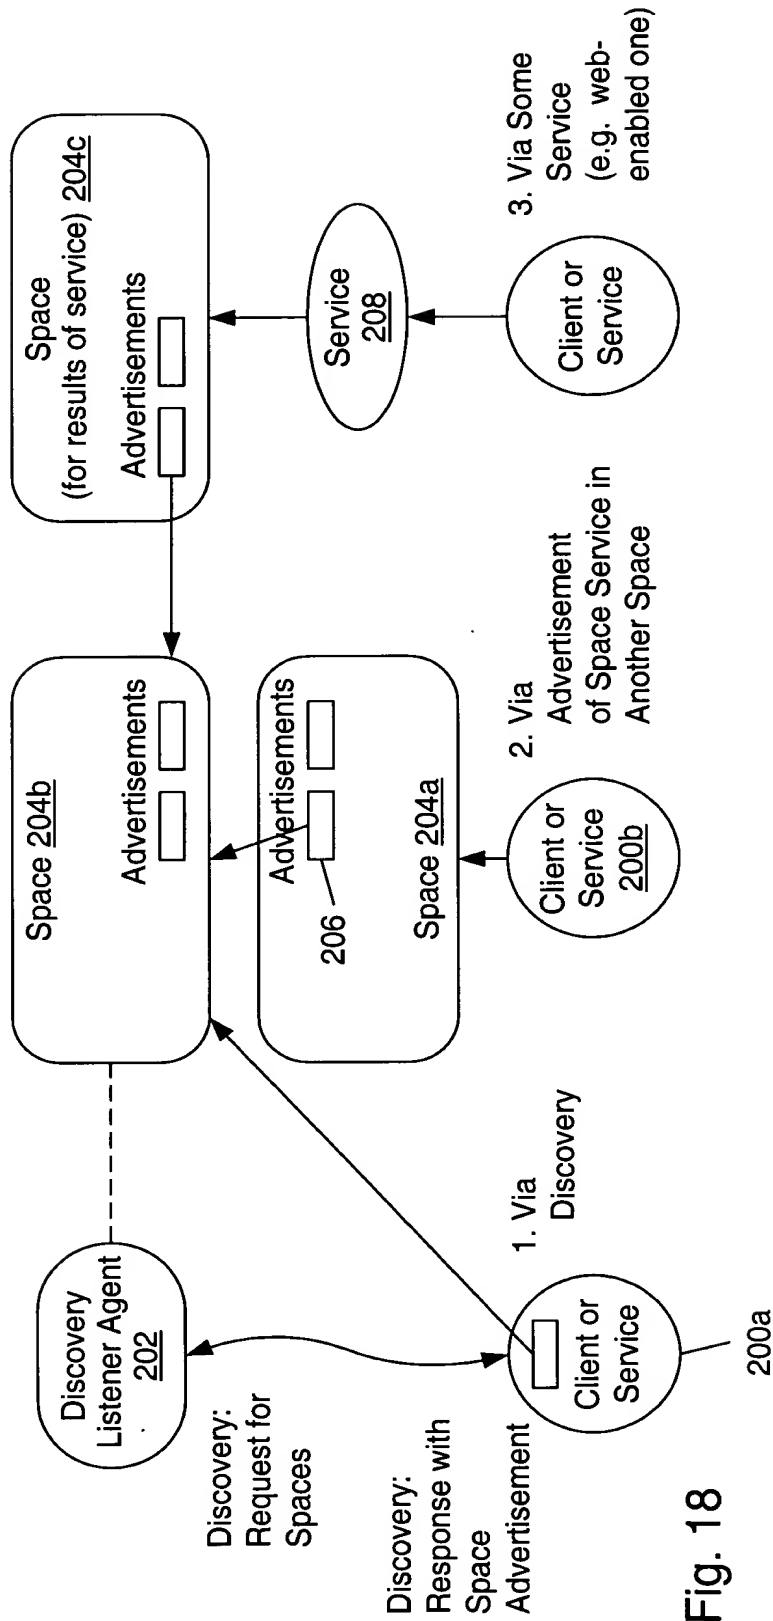 Discovery
Listener Agent
202
Discovery:
Request for
Spaces
Discovery:
Response with
Space
Advertisement
Client or
Service
200a
1. Via
Discovery
Space 204b
Advertisements
Advertisements
206
Space 204a
Client or
Service
200b
2. Via
Advertisement
of Space Service in
Another Space
Space
(for results of service) 204c
Advertisements
Service
208
Client or
Service
3. Via Some
Service
(e.g. web-
enabled one)
Fig. 18